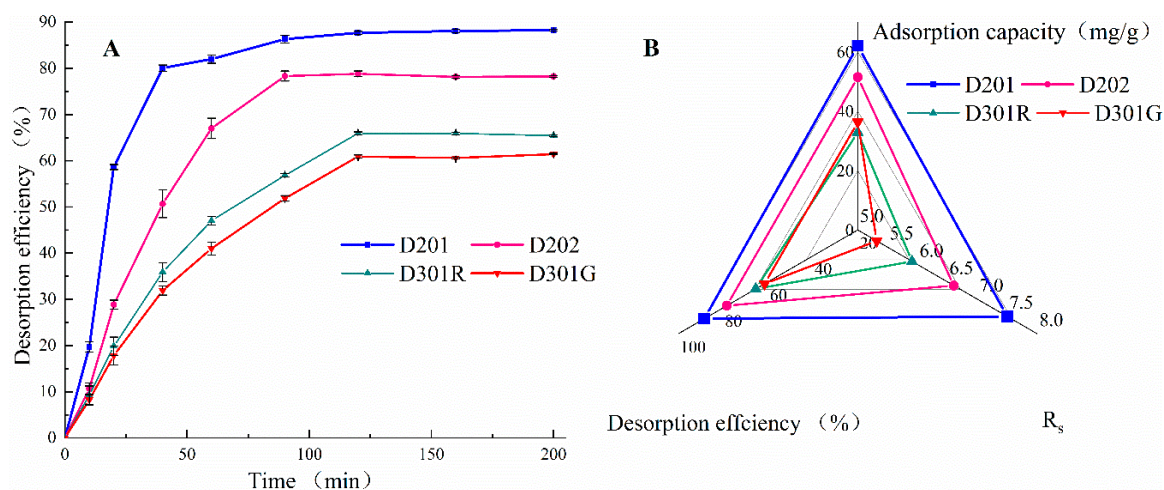 A
Desorption efficiency （%）
90
80
70
60
50
40
30
20
10
0
D201 D202
D301R D301G
0 50 100 150 200
Time （min）
B
Adsorption capacity（mg/g）
60
D201 D202
D301R D301G
40
20
0
5.0
5.5
6.0
6.5
7.0
7.5
8.0
20
40
60
80
100
Desorption effciency （%）
Rs